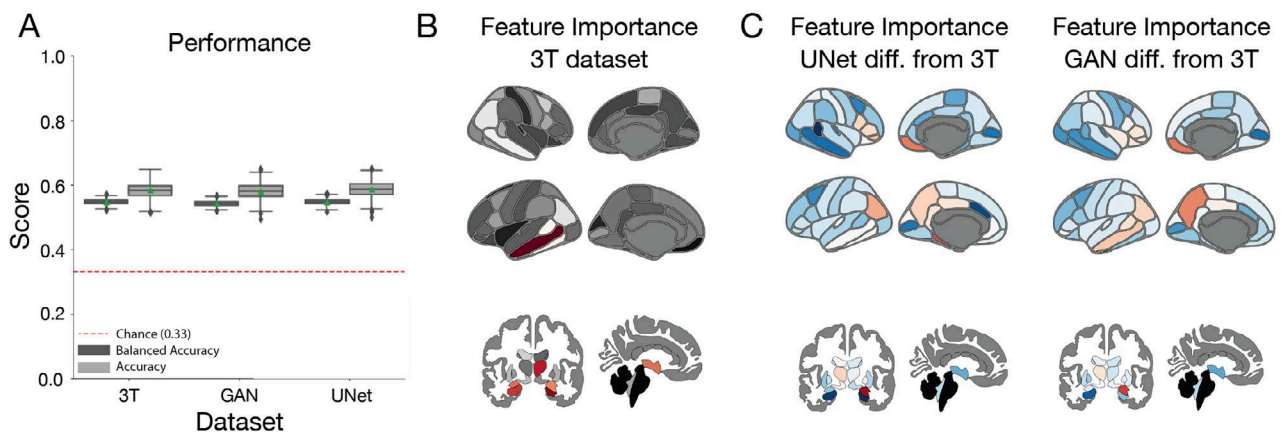 A
Performance
Score
1.0
0.8
0.6
0.4
0.2
0.0
Chance (0.33)
Balanced Accuracy
Accuracy
3T
GAN
UNet
Dataset
B
Feature Importance
3T dataset
C
Feature Importance
UNet diff. from 3T
Feature Importance
GAN diff. from 3T